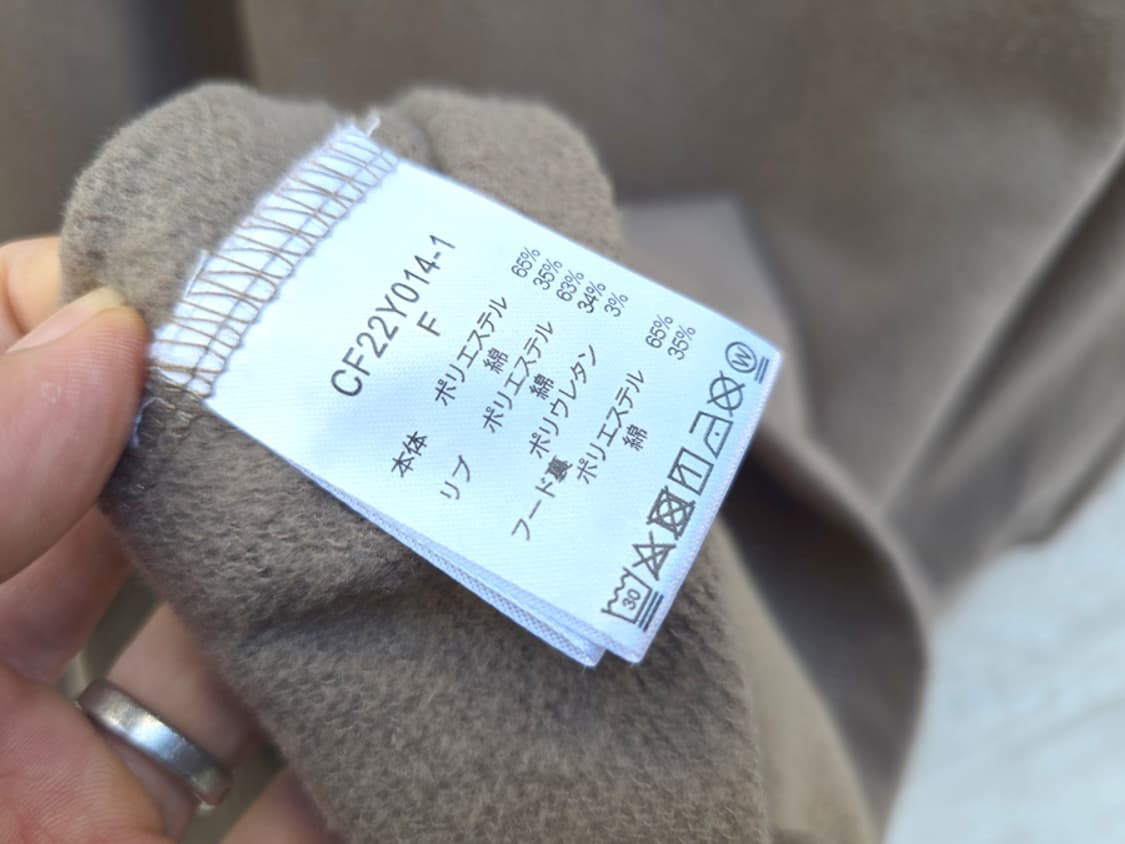 CF22Y014-1
F
本体 ポリエステル 65%
綿 35%
リブ ポリエステル 63%
綿 34%
ポリウレタン 3%
フード裏 ポリエステル 65%
綿 35%
30 W